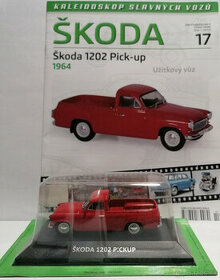 KALEIDOSKOP SLAVNÝCH VOZŮ
ŠKODA
17
Škoda 1202 Pick-up
1964
Užitkový vůz
ŠKODA 1202 PICKUP